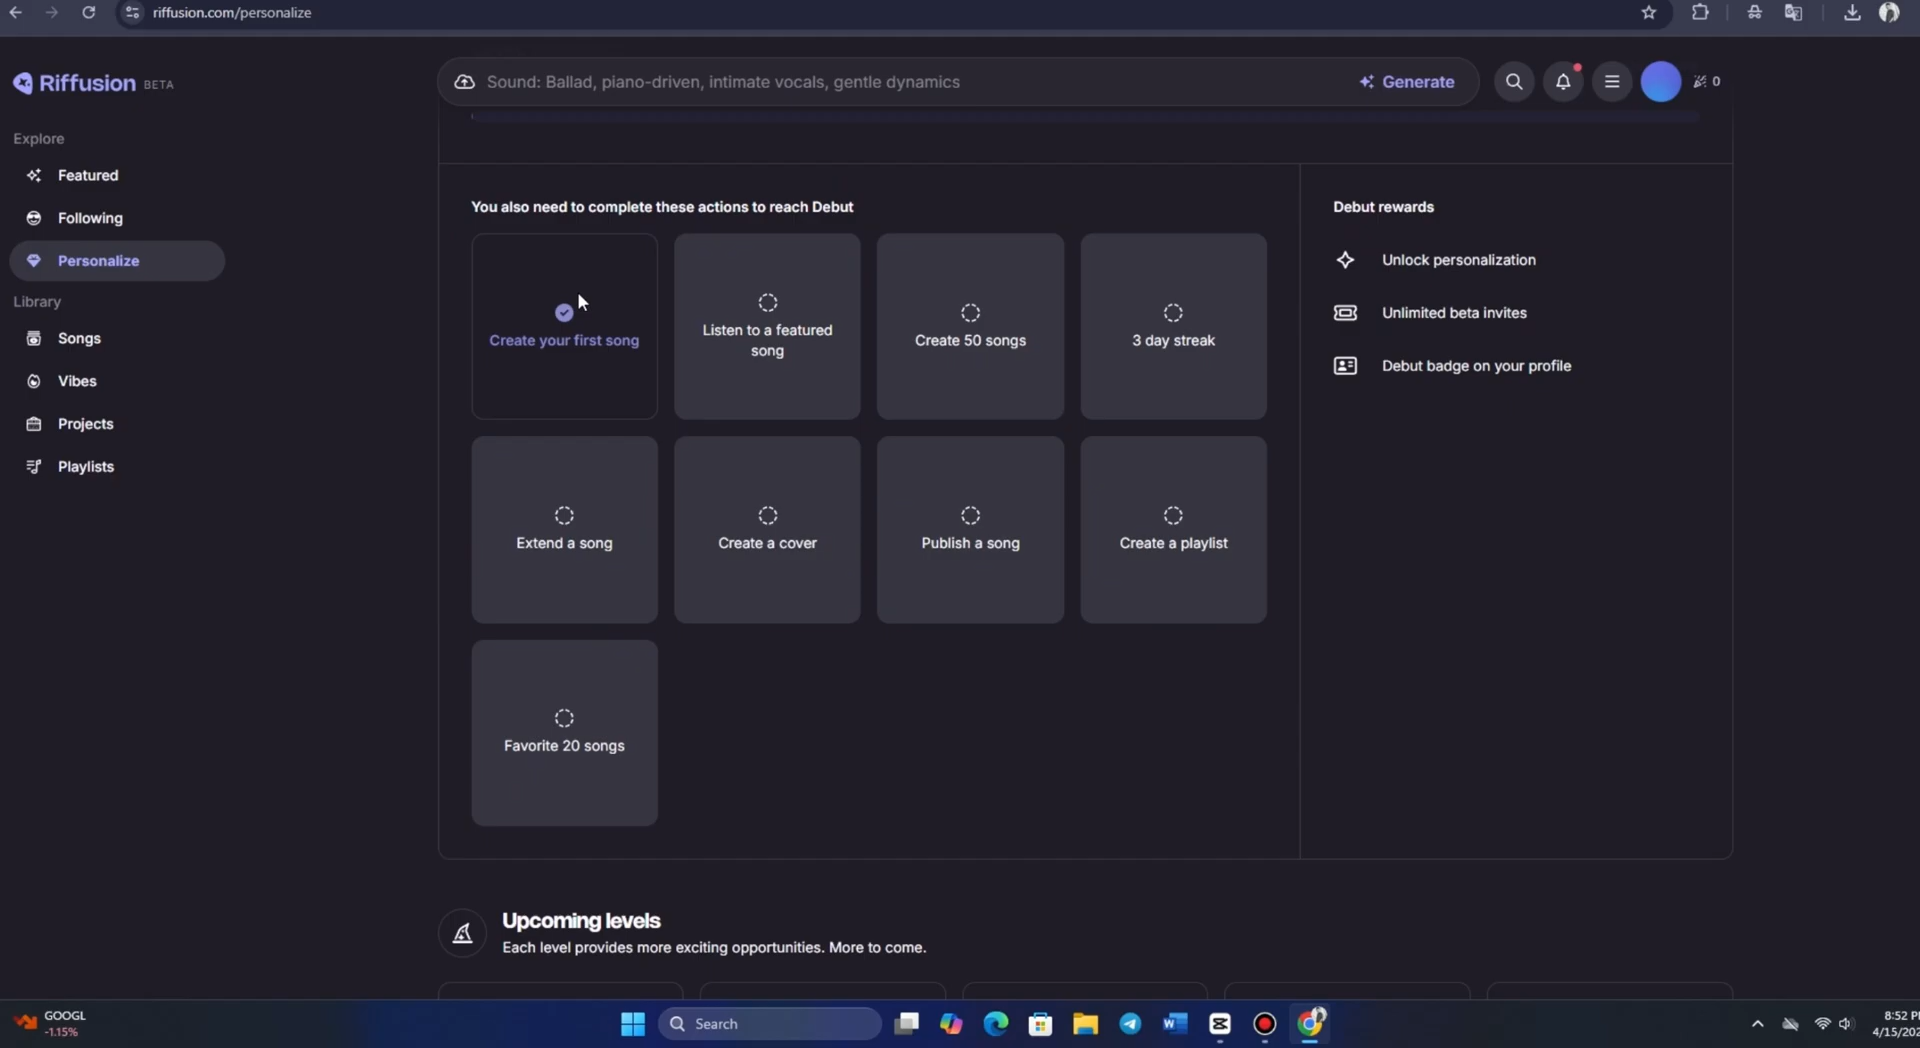 riffusion.com/personalize
Riffusion BETA
Sound: Ballad, piano-driven, intimate vocals, gentle dynamics
Generate
0
Explore
Featured
Following
Personalize
Library
Songs
Vibes
Projects
Playlists
You also need to complete these actions to reach Debut
Create your first song
Listen to a featured
song
Create 50 songs
3 day streak
Extend a song
Create a cover
Publish a song
Create a playlist
Favorite 20 songs
Debut rewards
Unlock personalization
Unlimited beta invites
Debut badge on your profile
Upcoming levels
Each level provides more exciting opportunities. More to come.
GOOGL
-1.15%
Search
8:52 P
4/15/202